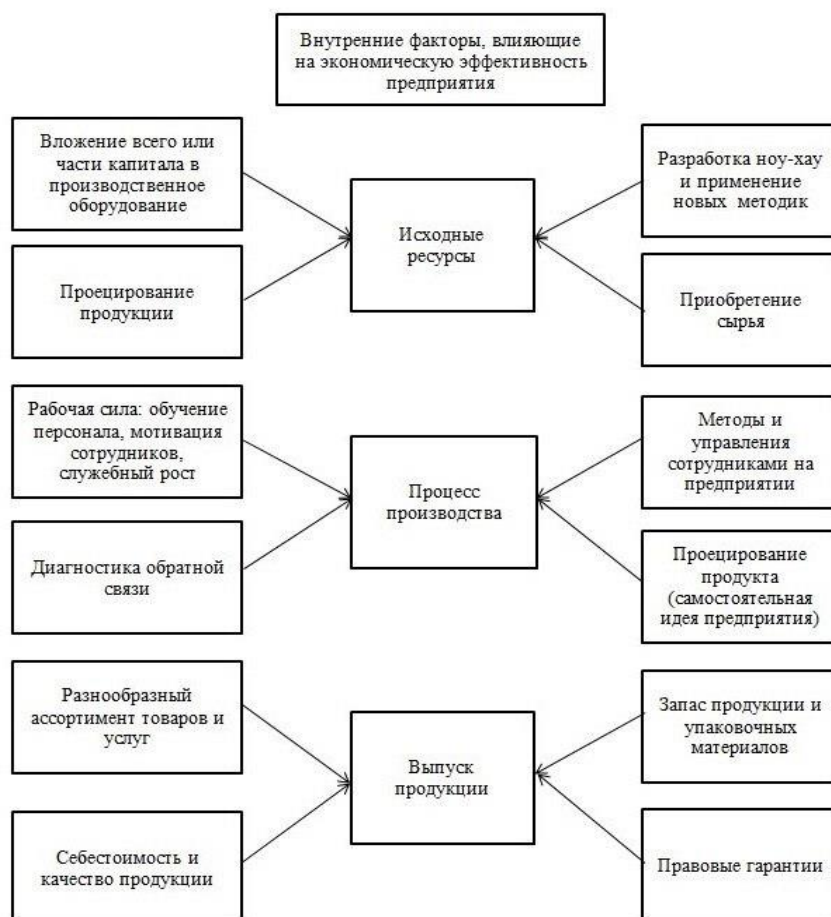 Внутренние факторы, влияющие
на экономическую эффективность
предприятия
Вложение всего или
части капитала в
производственное
оборудование
Проецирование
продукции
Исходные
ресурсы
Разработка ноу-хау
и применение
новых методик
Приобретение
сырья
Рабочая сила: обучение
персонала, мотивация
сотрудников,
служебный рост
Диагностика обратной
связи
Процесс
производства
Методы и
управления
сотрудниками на
предприятии
Проецирование
продукта
(самостоятельная
идея предприятия)
Разнообразный
ассортимент товаров и
услуг
Себестоимость и
качество продукции
Выпуск
продукции
Запас продукции и
упаковочных
материалов
Правовые гарантии